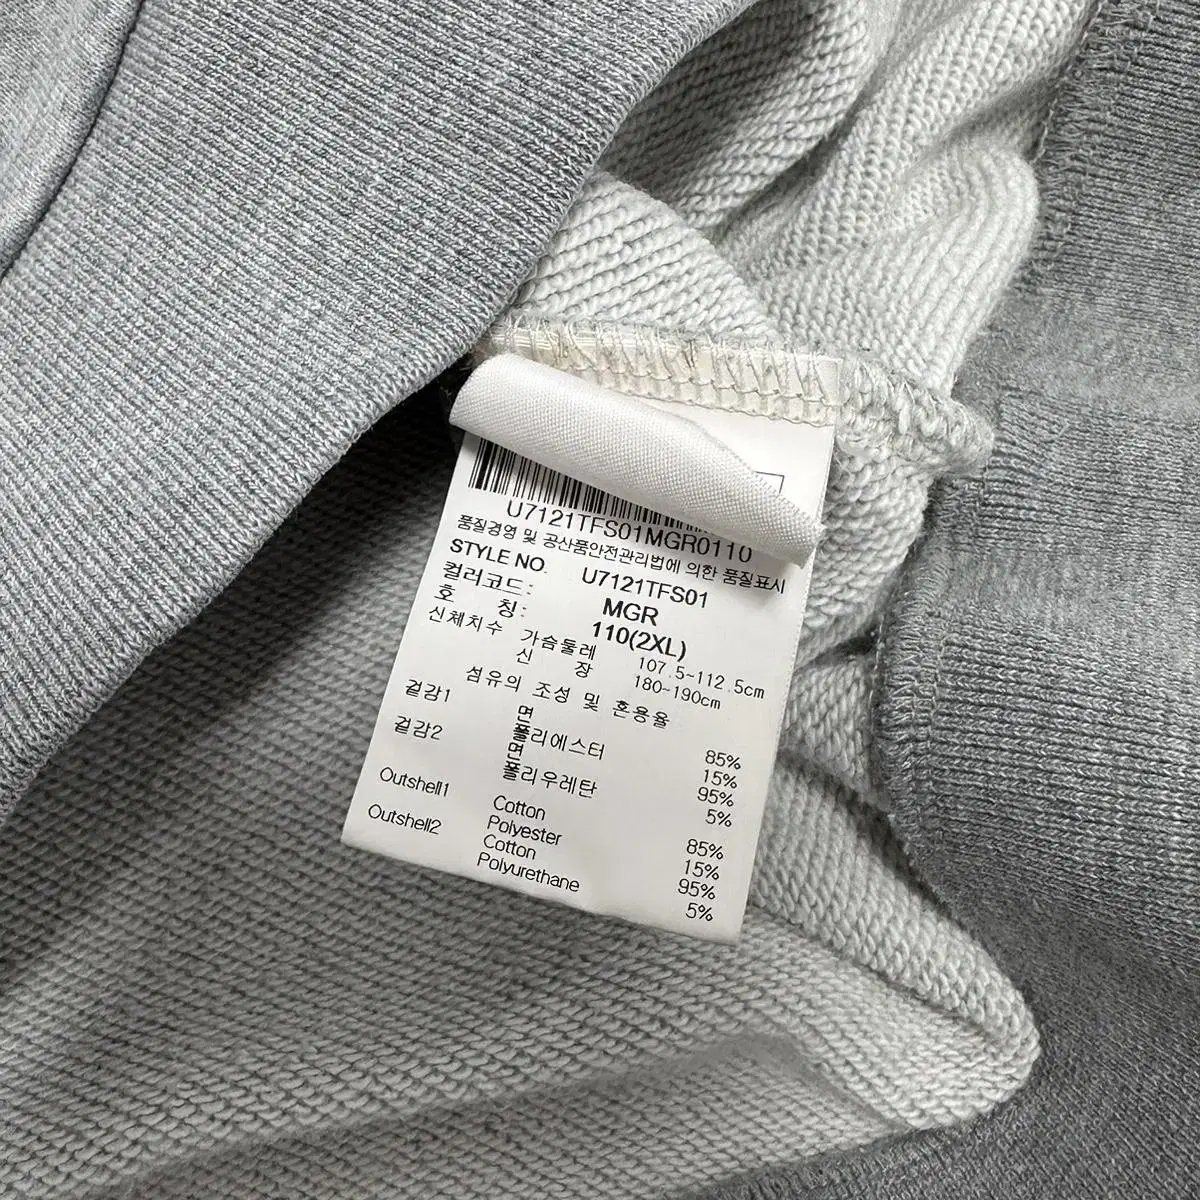 U7121TFS01MGR0110
품질경영 및 공산품안전관리법에 의한 품질표시
STYLE NO. U7121TFS01
컬러코드: MGR
호 칭: 110(2XL)
신체치수 가슴둘레 107.5~112.5cm
신 장 180~190cm
섬유의 조성 및 혼용율
겉감1 면 85%
폴리에스터 15%
겉감2 면 95%
폴리우레탄 5%
Outshell1 Cotton 85%
Polyester 15%
Outshell2 Cotton 95%
Polyurethane 5%